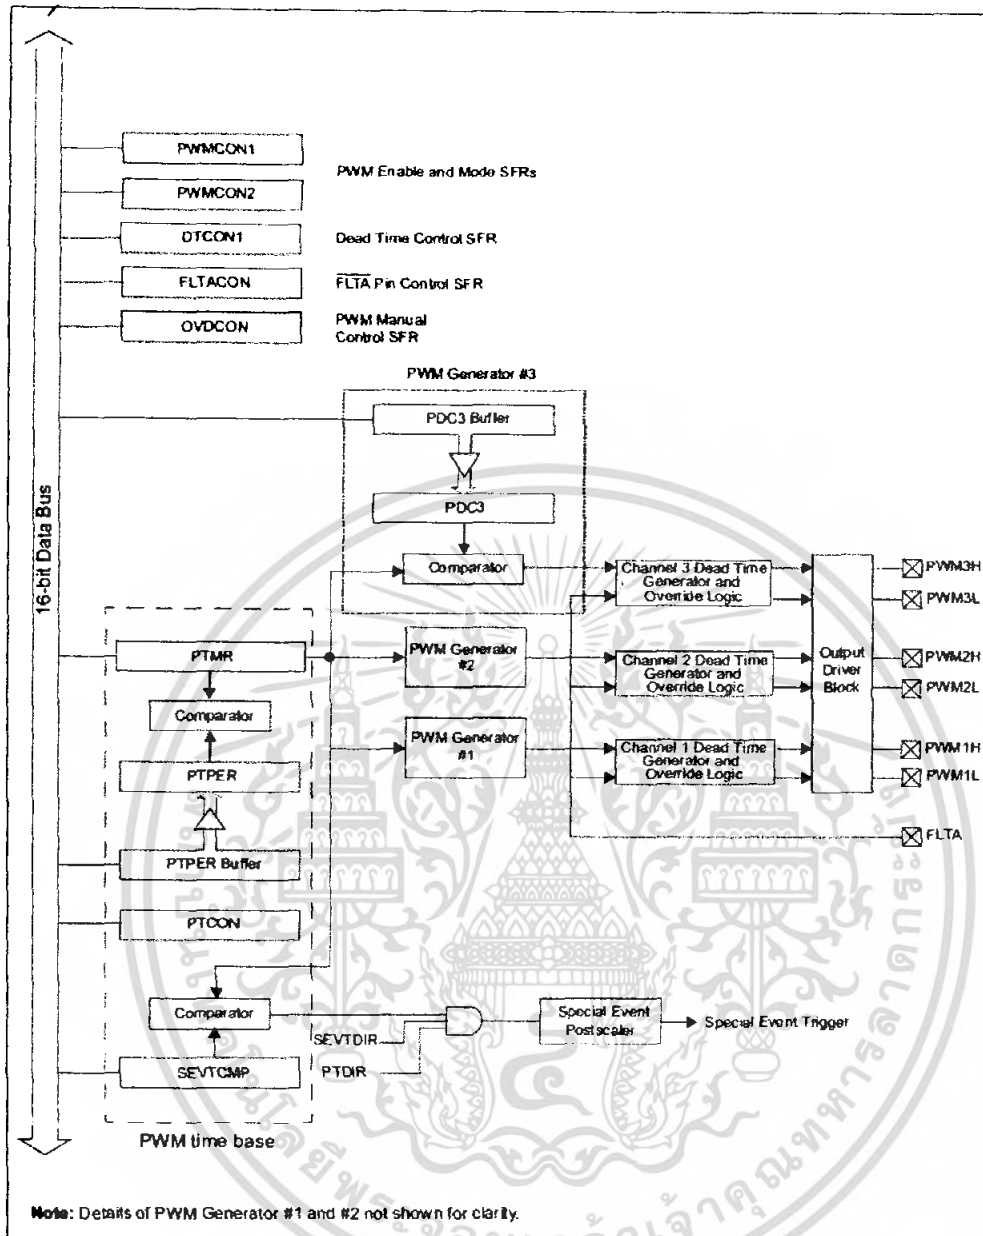 PWMCON1
PWM Enable and Mode SFRs
PWMCON2
DTCON1
Dead Time Control SFR
FLTACON
FLTA Pin Control SFR
OVDCON
PWM Manual
Control SFR
PWM Generator #3
PDC3 Buffer
16-bit Data Bus
PDC3
Comparator
Channel 3 Dead Time
Generator and
Override Logic
PWM3H
PWM3L
PTMR
PWM Generator
#2
Channel 2 Dead Time
Generator and
Override Logic
Output
Driver
Block
PWM2H
PWM2L
Comparator
PWM Generator
#1
Channel 1 Dead Time
Generator and
Override Logic
PWM1H
PWM1L
PTPER
FLTA
PTPER Buffer
PTCON
Comparator
SEVTDIR
PTDIR
Special Event
Postscaler
Special Event Trigger
SEVTCMP
PWM time base
Note: Details of PWM Generator #1 and #2 not shown for clarity.